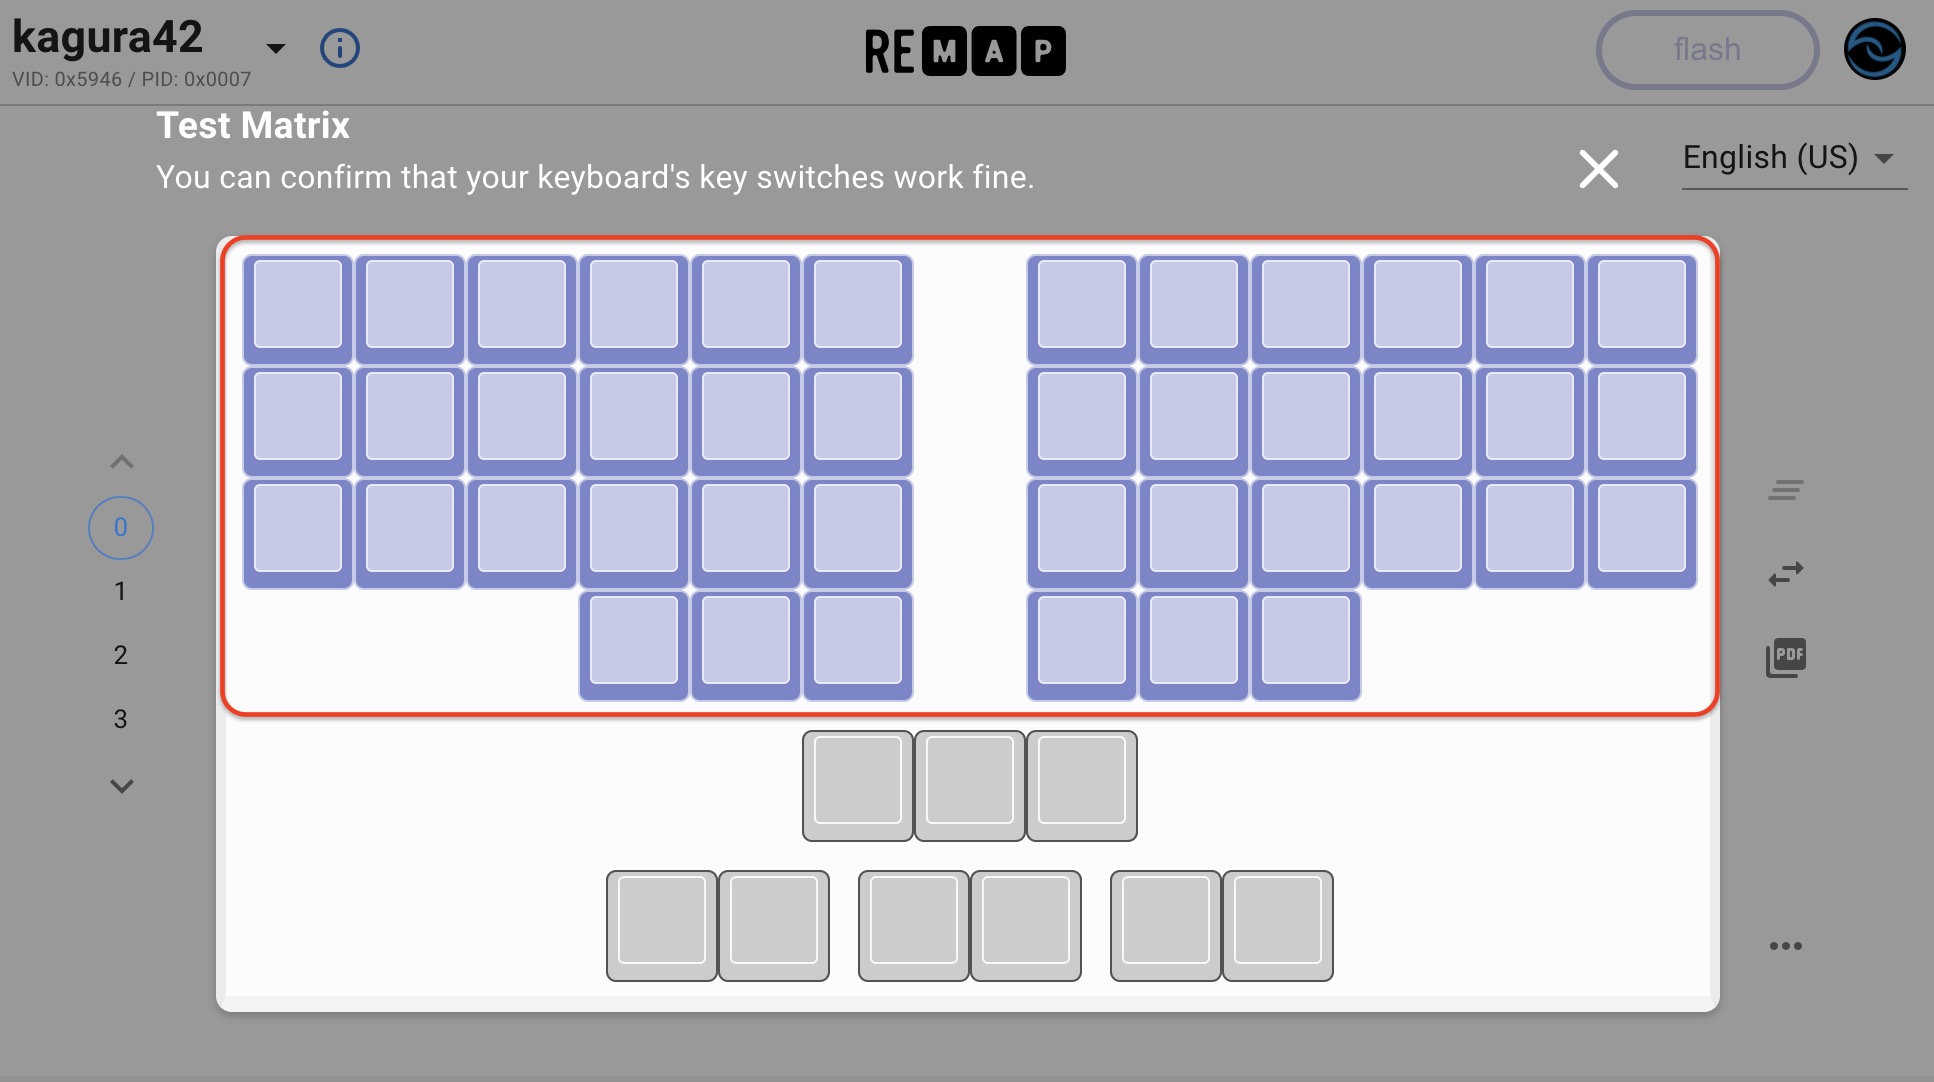 kagura42
VID: 0x5946 / PID: 0x0007
REMAP
flash
Test Matrix
You can confirm that your keyboard's key switches work fine.
English (US)
0
1
2
3
PDF